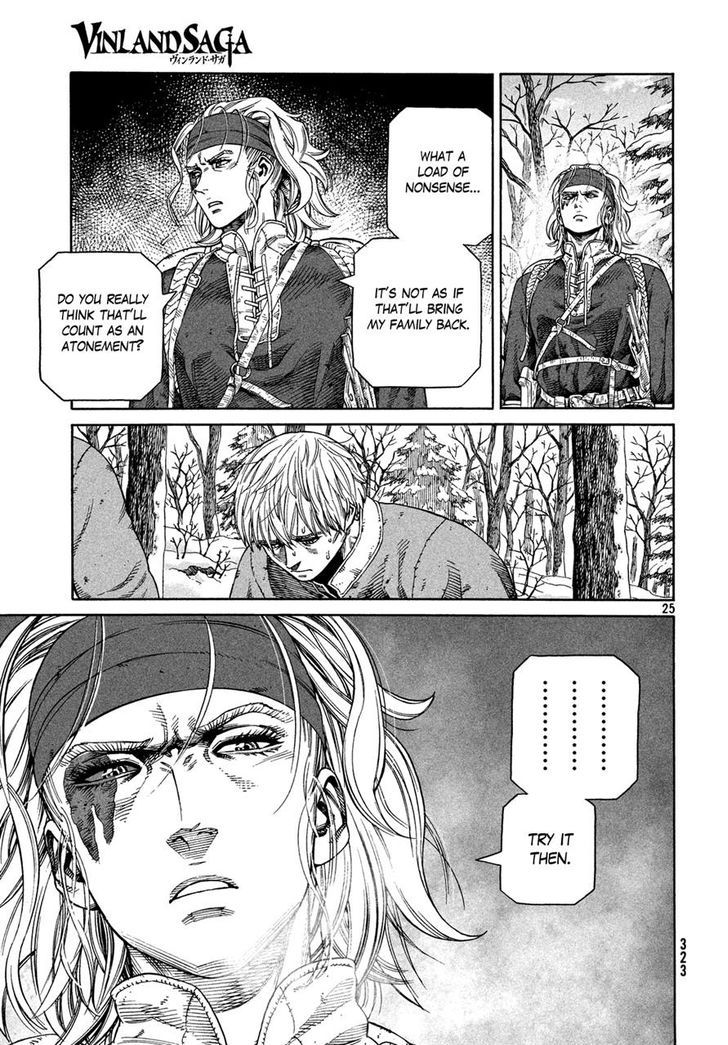 VINLAND SAGA
ヴィンランド・サガ
WHAT A
LOAD OF
NONSENSE...
IT'S NOT AS IF
THAT'LL BRING
MY FAMILY BACK.
DO YOU REALLY
THINK THAT'LL
COUNT AS AN
ATONEMENT?
25
TRY IT
THEN.
323